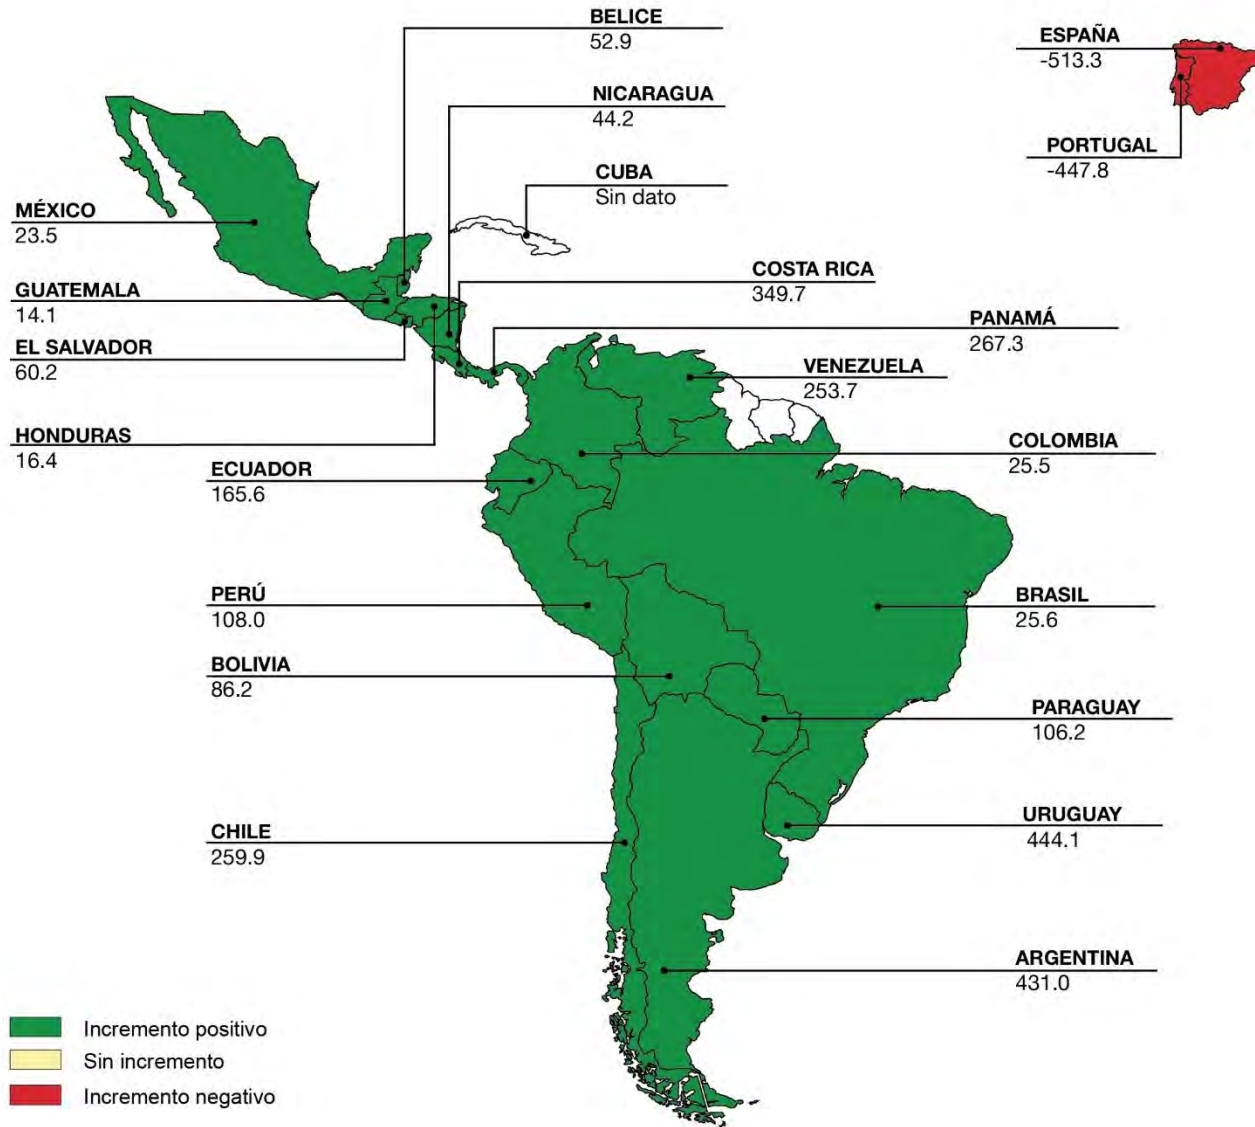 BELICE
52.9
ESPAÑA
-513.3
NICARAGUA
44.2
PORTUGAL
-447.8
CUBA
Sin dato
MÉXICO
23.5
COSTA RICA
349.7
GUATEMALA
14.1
PANAMÁ
267.3
EL SALVADOR
60.2
VENEZUELA
253.7
HONDURAS
16.4
COLOMBIA
25.5
ECUADOR
165.6
PERÚ
108.0
BRASIL
25.6
BOLIVIA
86.2
PARAGUAY
106.2
URUGUAY
444.1
CHILE
259.9
ARGENTINA
431.0
Incremento positivo
Sin incremento
Incremento negativo